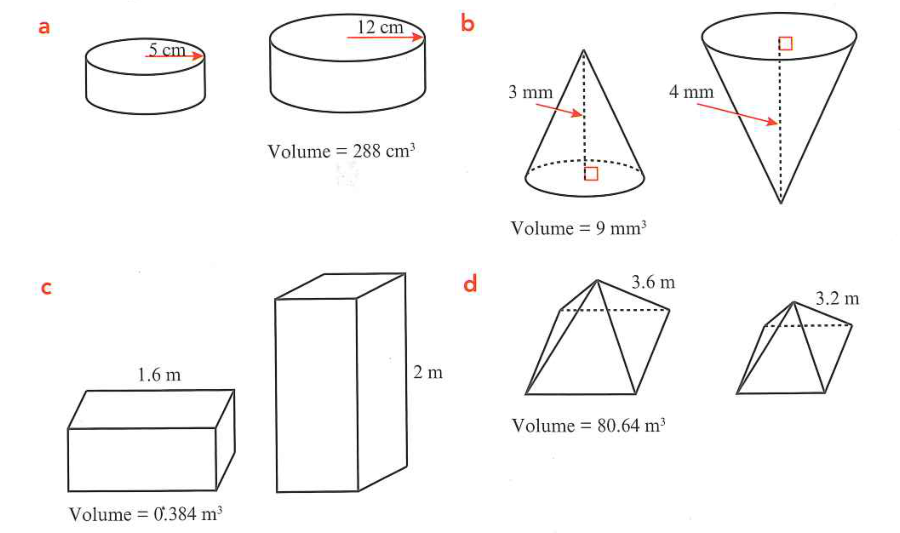 a
5 cm
12 cm
Volume = 288 cm³
b
3 mm
4 mm
Volume = 9 mm³
c
1.6 m
2 m
Volume = 0.384 m³
d
3.6 m
3.2 m
Volume = 80.64 m³